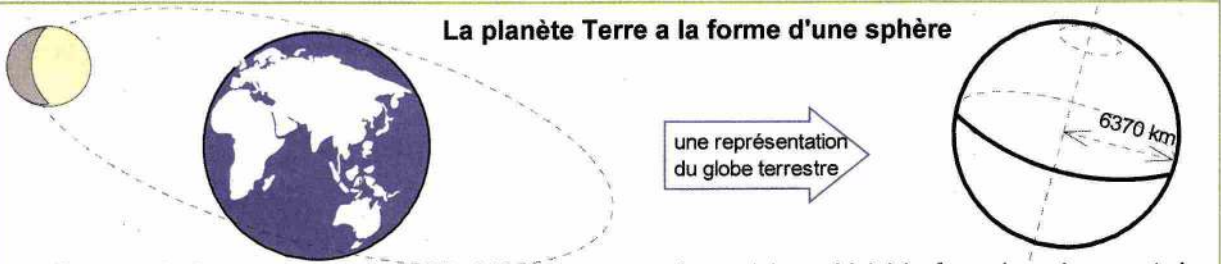 La planète Terre a la forme d'une sphère
une représentation
du globe terrestre
6370 km